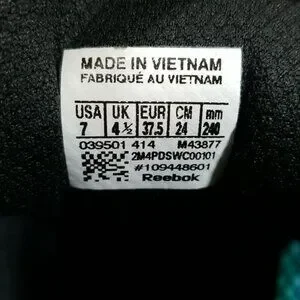 MADE IN VIETNAM
FABRIQUÉ AU VIETNAM
USA UK EUR CM mm
7 4 ½ 37.5 24 240
039501 414 M43877
2M4PDSWC00101
#109448601
Reebok